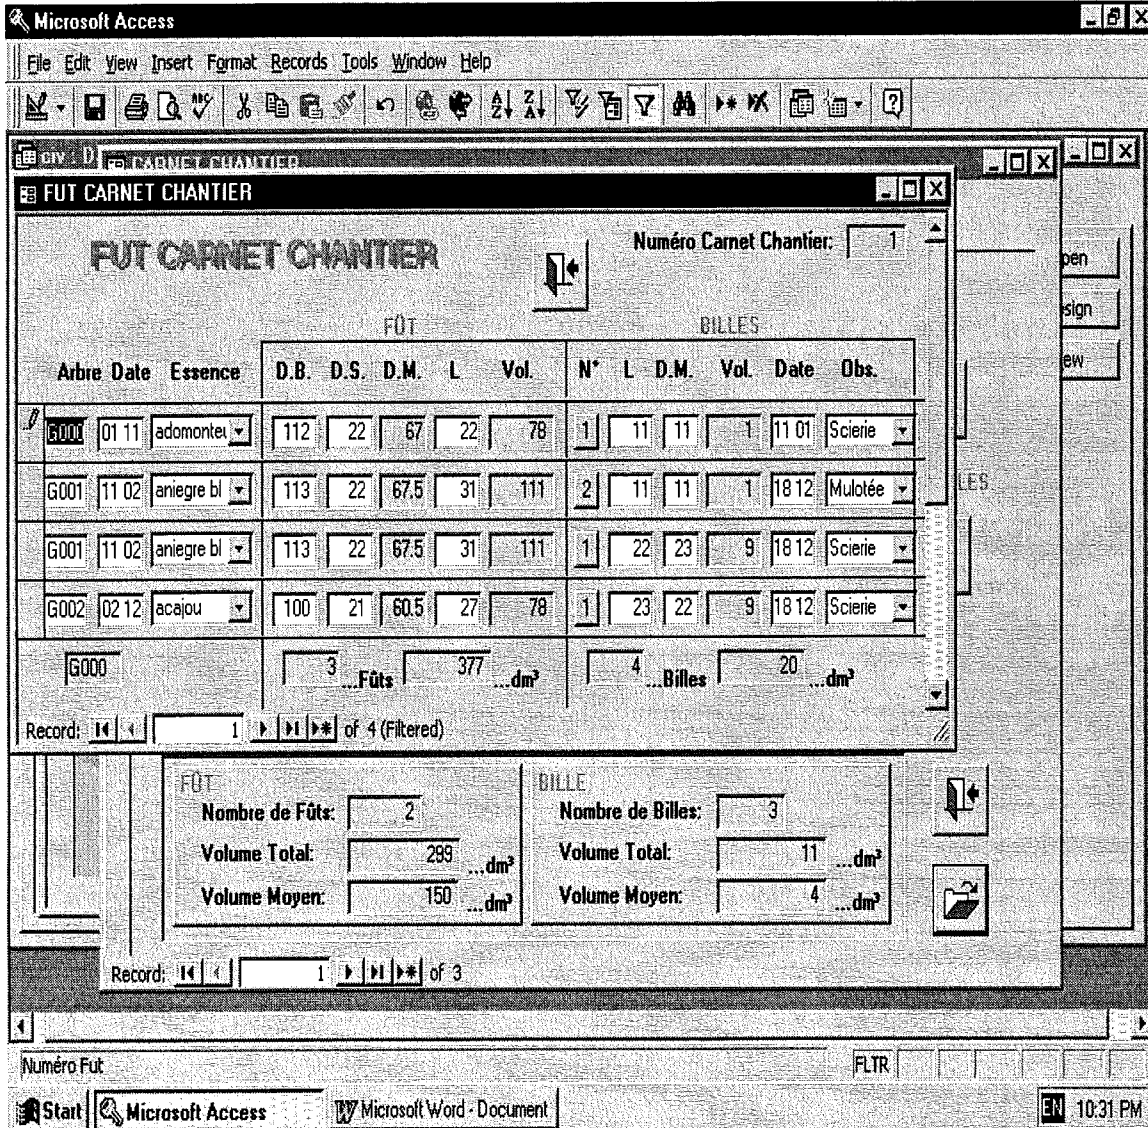 Microsoft Access
File Edit View Insert Format Records Tools Window Help
civ : D CARNET CHANTIER
FUT CARNET CHANTIER
FUT CARNET CHANTIER
Numéro Carnet Chantier: 1
pen
sign
ew
FÛT BILLES
Arbre Date Essence D.B. D.S. D.M. L Vol. N° L D.M. Vol. Date Obs.
G000 01 11 adomonteu 112 22 67 22 78 1 11 11 1 11 01 Scierie
G001 11 02 aniegre bl 113 22 67.5 31 111 2 11 11 1 18 12 Mulotée
LES
G001 11 02 aniegre bl 113 22 67.5 31 111 1 22 23 9 18 12 Scierie
G002 02 12 acajou 100 21 60.5 27 78 1 23 22 9 18 12 Scierie
G000 3 ...Fûts 377 ...dm³ 4 ...Billes 20 ...dm³
Record: 1 of 4 (Filtered)
FÛT BILLE
Nombre de Fûts: 2 Nombre de Billes: 3
Volume Total: 299 ...dm³ Volume Total: 11 ...dm³
Volume Moyen: 150 ...dm³ Volume Moyen: 4 ...dm³
Record: 1 of 3
Numéro Fut FLTR
Start Microsoft Access Microsoft Word - Document EN 10:31 PM